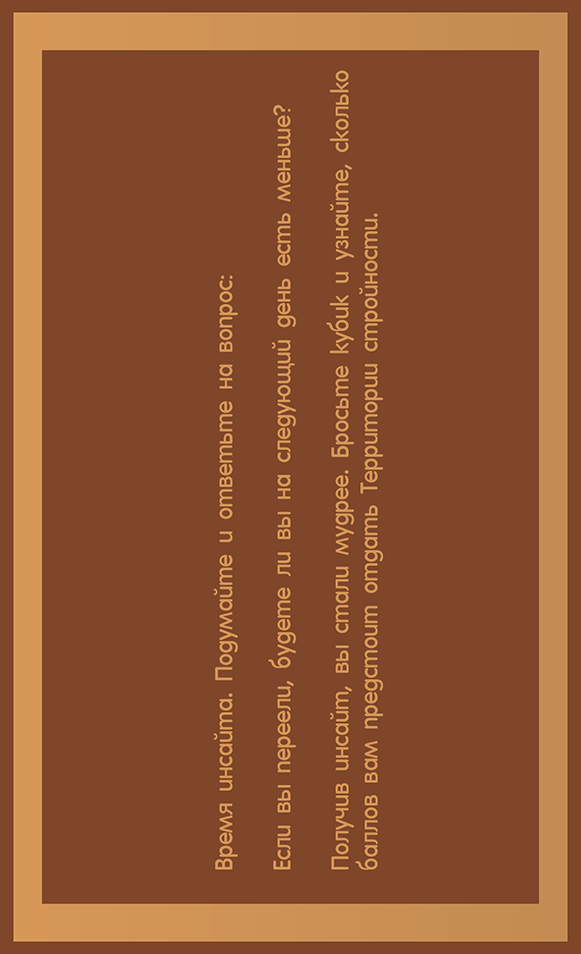 Время инсайта. Подумайте и ответьте на вопрос:
Если вы переели, будете ли вы на следующий день есть меньше?
Получив инсайт, вы стали мудрее. Бросьте кубик и узнайте, сколько
баллов вам предстоит отдать Территории стройности.